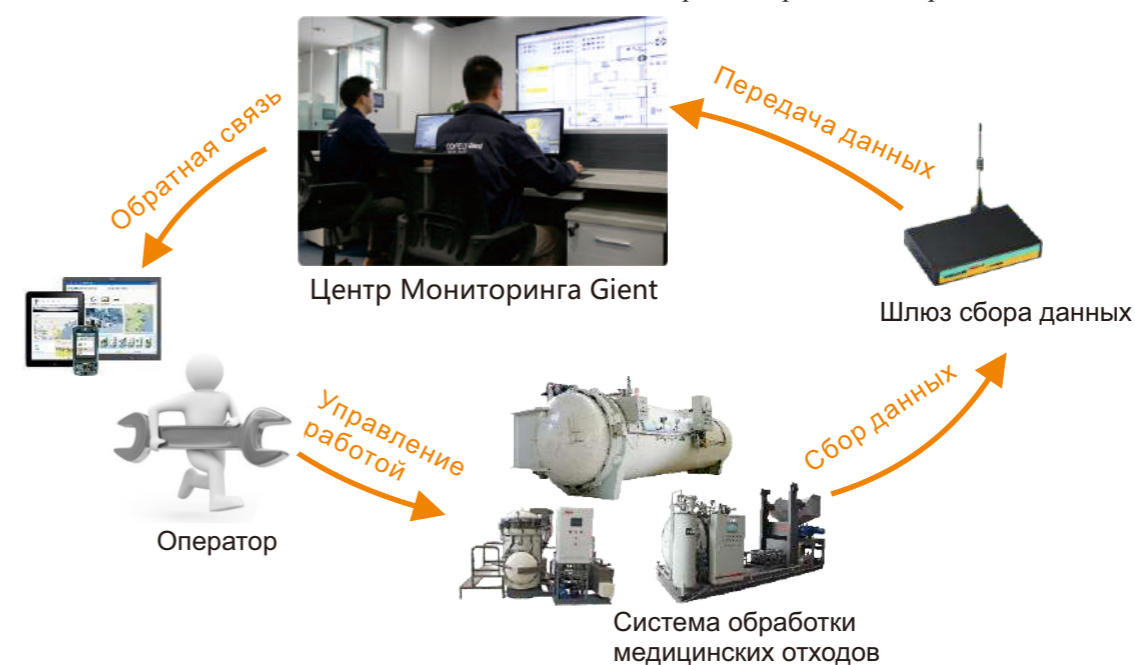 Передача данных
Обратная связь
Центр Мониторинга Gient
Шлюз сбора данных
Управление
работой
Сбор данных
Оператор
Система обработки
медицинских отходов